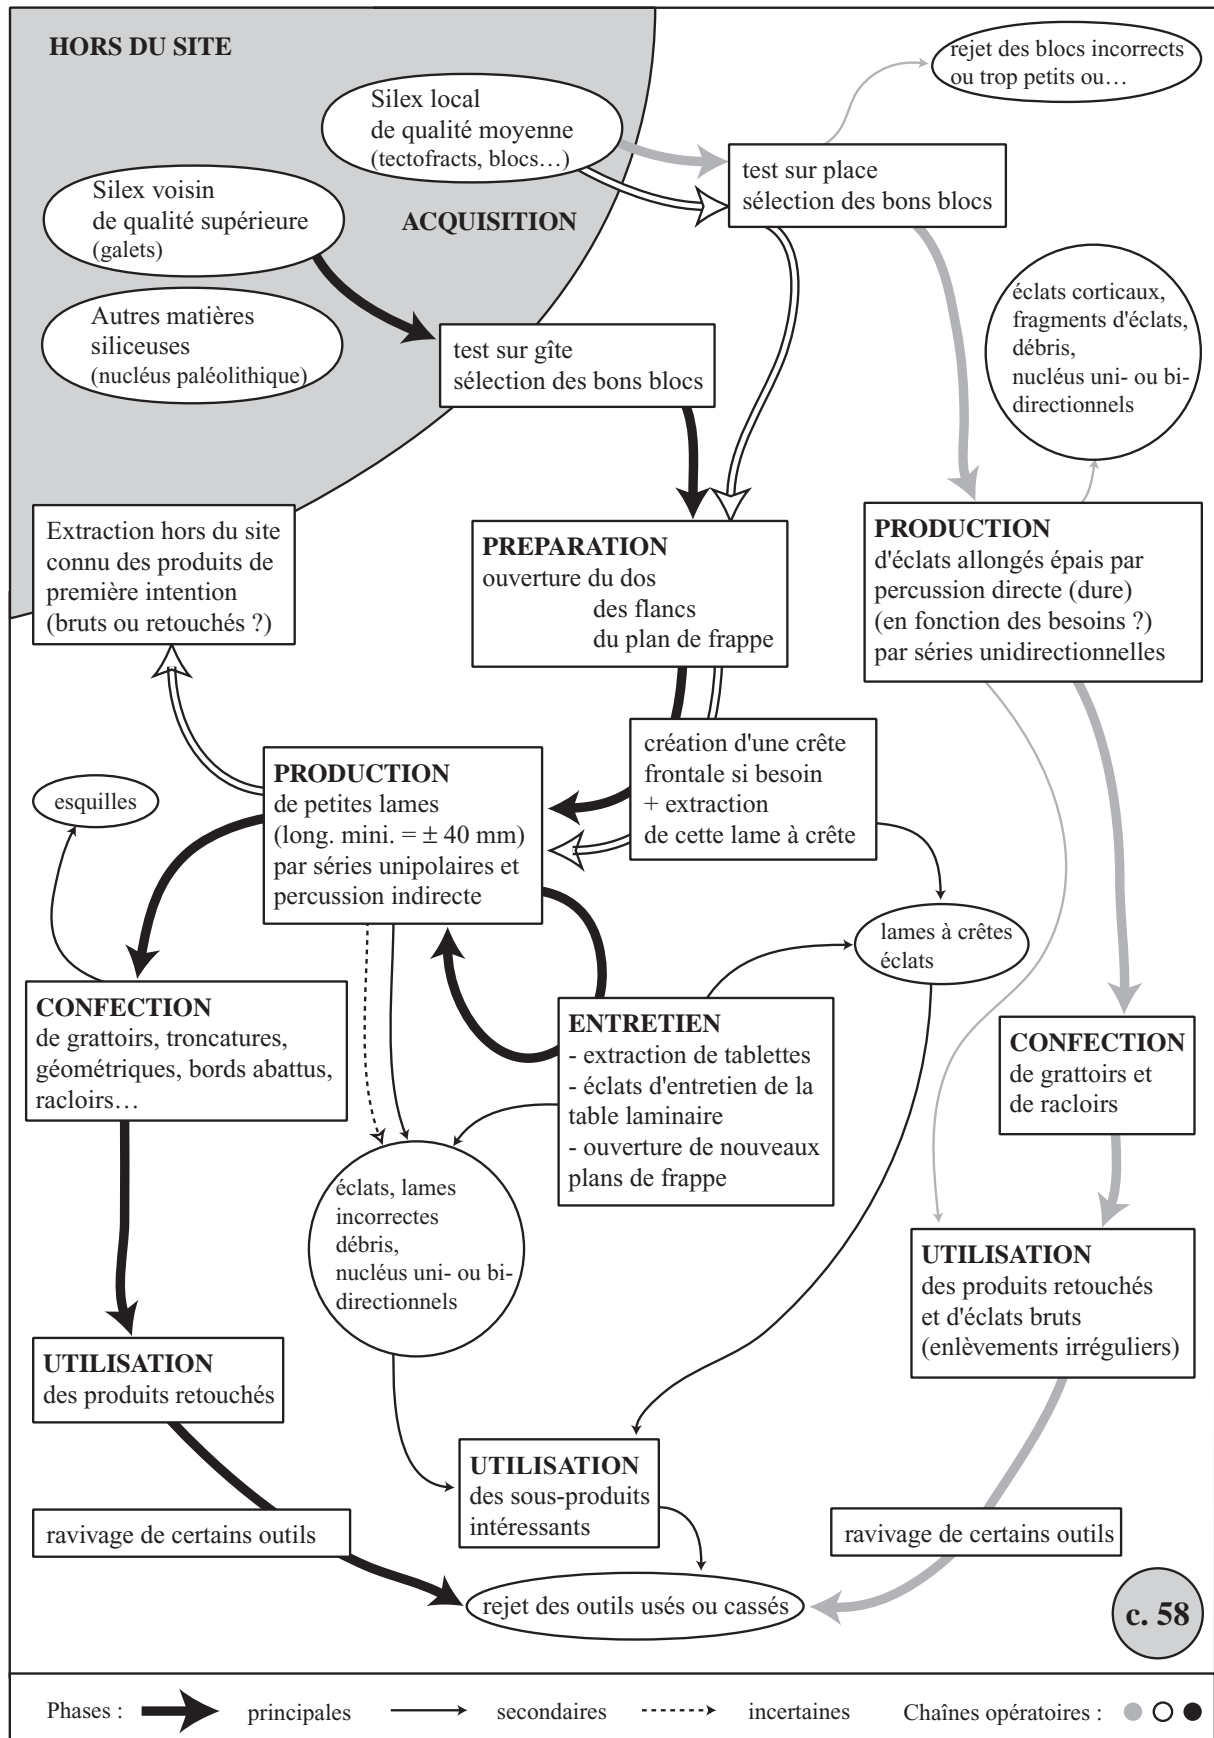 HORS DU SITE
rejet des blocs incorrects
ou trop petits ou…
Silex local
de qualité moyenne
(tectofracts, blocs…)
test sur place
sélection des bons blocs
Silex voisin
de qualité supérieure
(galets)
ACQUISITION
Autres matières
siliceuses
(nucléus paléolithique)
test sur gîte
sélection des bons blocs
éclats corticaux,
fragments d'éclats,
débris,
nucléus uni- ou bi-
directionnels
Extraction hors du site
connu des produits de
première intention
(bruts ou retouchés ?)
PREPARATION
ouverture du dos
des flancs
du plan de frappe
PRODUCTION
d'éclats allongés épais par
percussion directe (dure)
(en fonction des besoins ?)
par séries unidirectionnelles
création d'une crête
frontale si besoin
+ extraction
de cette lame à crête
PRODUCTION
de petites lames
(long. mini. = ± 40 mm)
par séries unipolaires et
percussion indirecte
esquilles
lames à crêtes
éclats
CONFECTION
de grattoirs, troncatures,
géométriques, bords abattus,
racloirs…
ENTRETIEN
- extraction de tablettes
- éclats d'entretien de la
table laminaire
- ouverture de nouveaux
plans de frappe
CONFECTION
de grattoirs et
de racloirs
éclats, lames
incorrectes
débris,
nucléus uni- ou bi-
directionnels
UTILISATION
des produits retouchés
et d'éclats bruts
(enlèvements irréguliers)
UTILISATION
des produits retouchés
UTILISATION
des sous-produits
intéressants
ravivage de certains outils
ravivage de certains outils
rejet des outils usés ou cassés
c. 58
Phases : principales secondaires incertaines Chaînes opératoires :